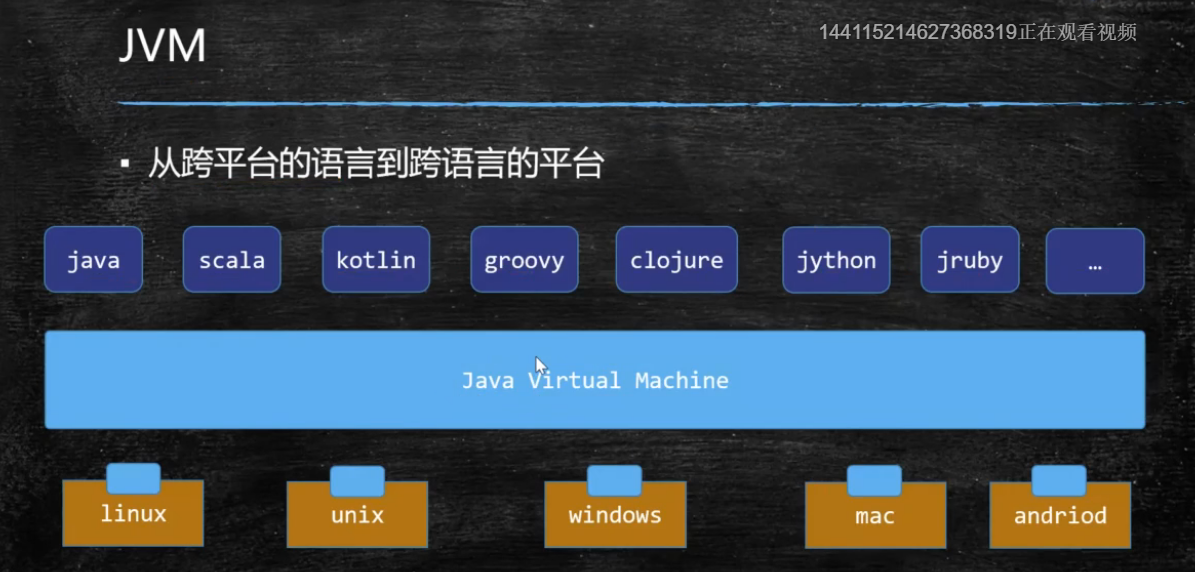 JVM
144115214627368319正在观看视频
▪ 从跨平台的语言到跨语言的平台
java scala kotlin groovy clojure jython jruby …
Java Virtual Machine
linux unix windows mac andriod